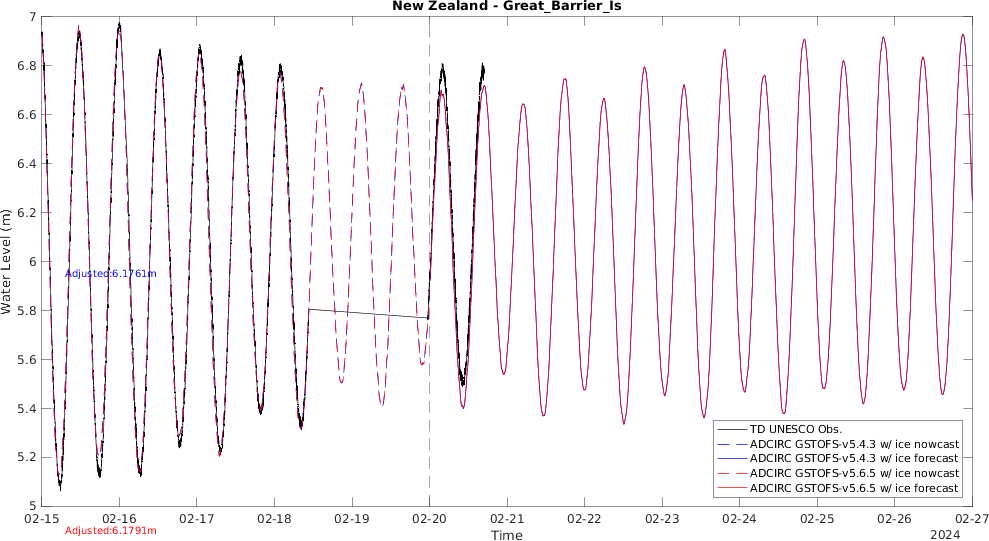 New Zealand - Great_Barrier_Is
7
6.8
6.6
6.4
6.2
6
5.8
5.6
5.4
5.2
5
Water Level (m)
Adjusted:6.1761m
TD UNESCO Obs.
ADCIRC GSTOFS-v5.4.3 w/ ice nowcast
ADCIRC GSTOFS-v5.4.3 w/ ice forecast
ADCIRC GSTOFS-v5.6.5 w/ ice nowcast
ADCIRC GSTOFS-v5.6.5 w/ ice forecast
02-15 02-16 02-17 02-18 02-19 02-20 02-21 02-22 02-23 02-24 02-25 02-26 02-27
Adjusted:6.1791m
Time
2024